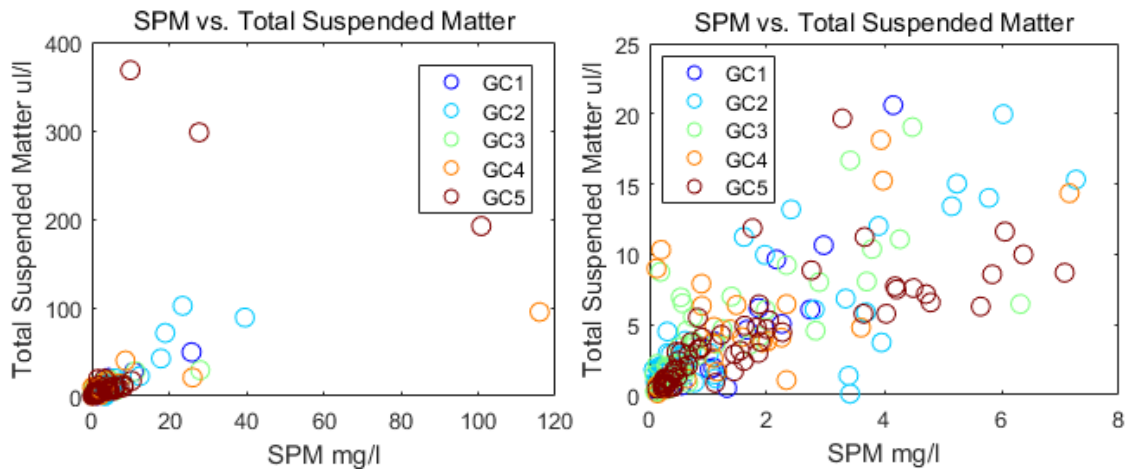 SPM vs. Total Suspended Matter
Total Suspended Matter ul/l
400
300
200
100
0
0 20 40 60 80 100 120
SPM mg/l
GC1
GC2
GC3
GC4
GC5
SPM vs. Total Suspended Matter
Total Suspended Matter ul/l
25
20
15
10
5
0
0 2 4 6 8
SPM mg/l
GC1
GC2
GC3
GC4
GC5